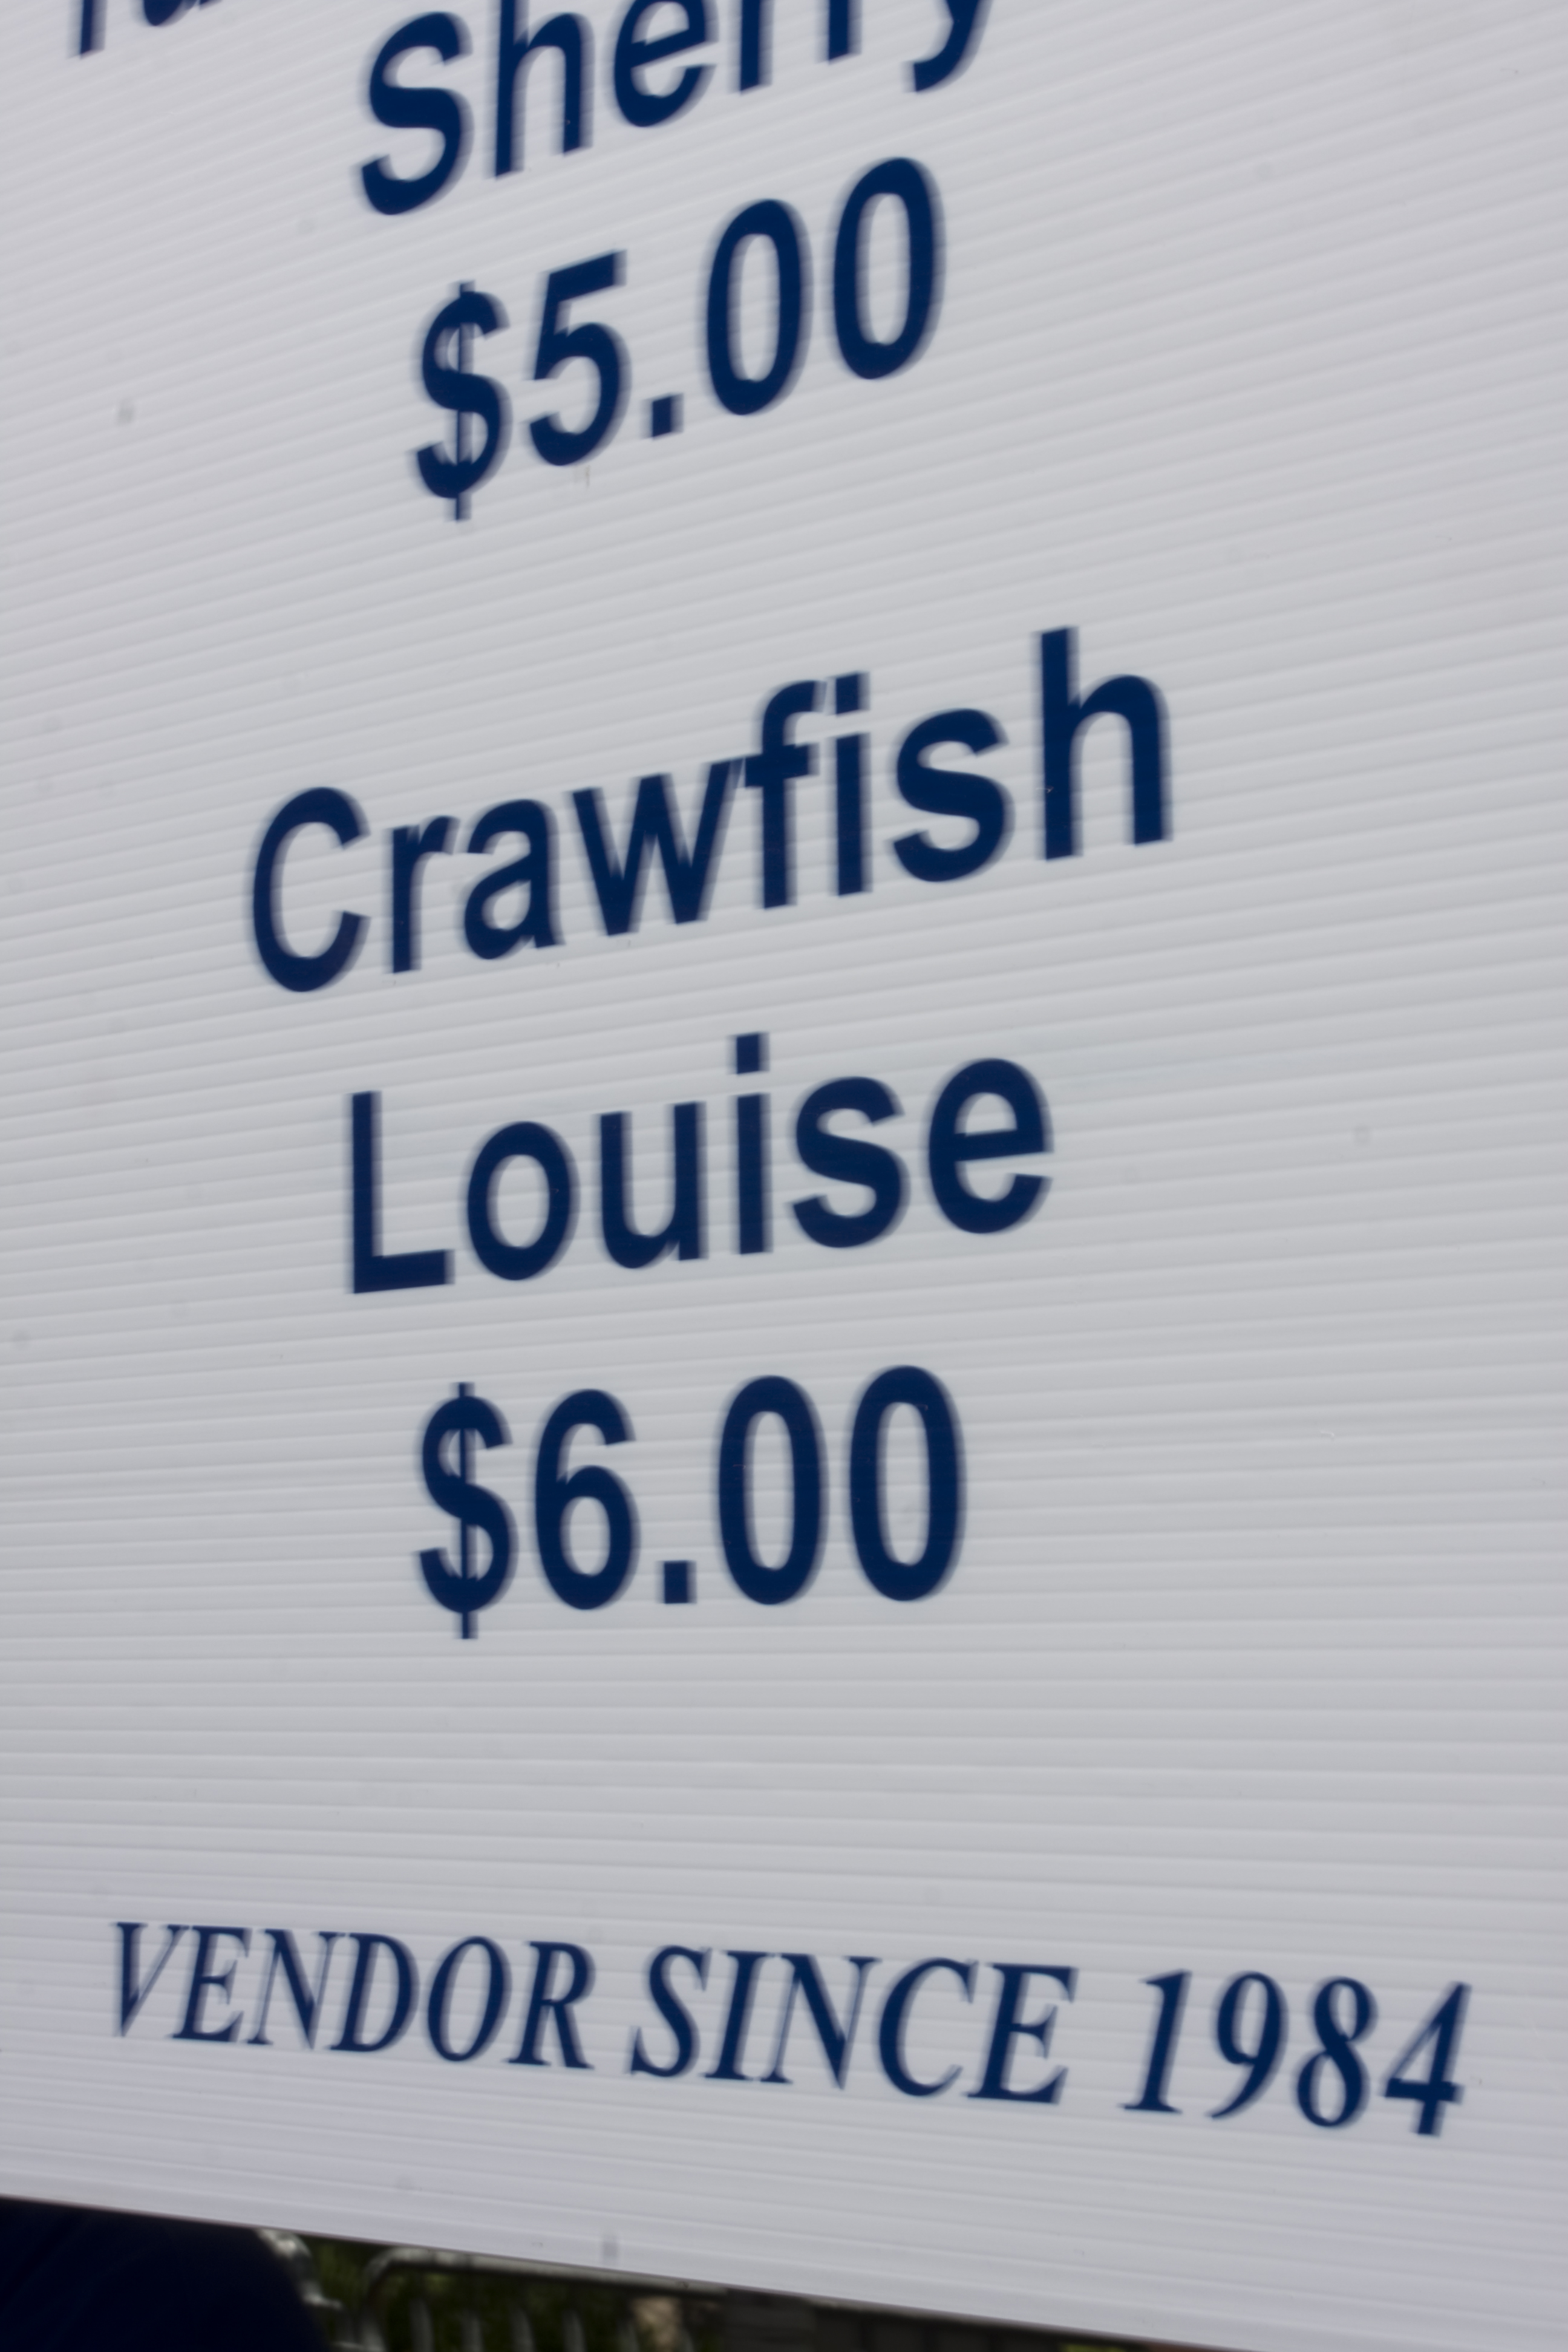 Sherry
$5.00
Crawfish
Louise
$6.00
VENDOR SINCE 1984